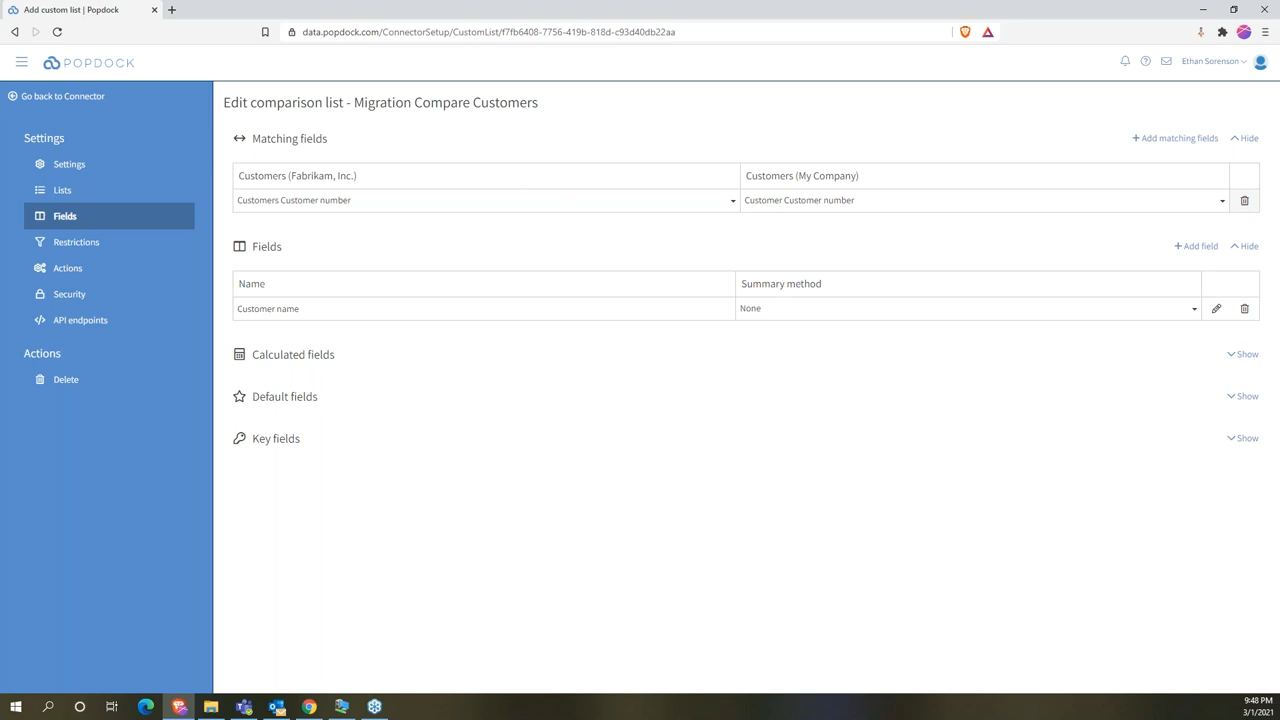 Add custom list | Popdock
data.popdock.com/ConnectorSetup/CustomList/f7fb6408-7756-419b-818d-c93d40db22aa
POPDOCK
Ethan Sorenson
Go back to Connector
Settings
Settings
Lists
Fields
Restrictions
Actions
Security
API endpoints
Actions
Delete
Edit comparison list - Migration Compare Customers
Matching fields
+ Add matching fields
Hide
Customers (Fabrikam, Inc.)
Customers (My Company)
Customers Customer number
Customer Customer number
Fields
+ Add field
Hide
Name
Summary method
Customer name
None
Calculated fields
Show
Default fields
Show
Key fields
Show
9:48 PM
3/1/2021